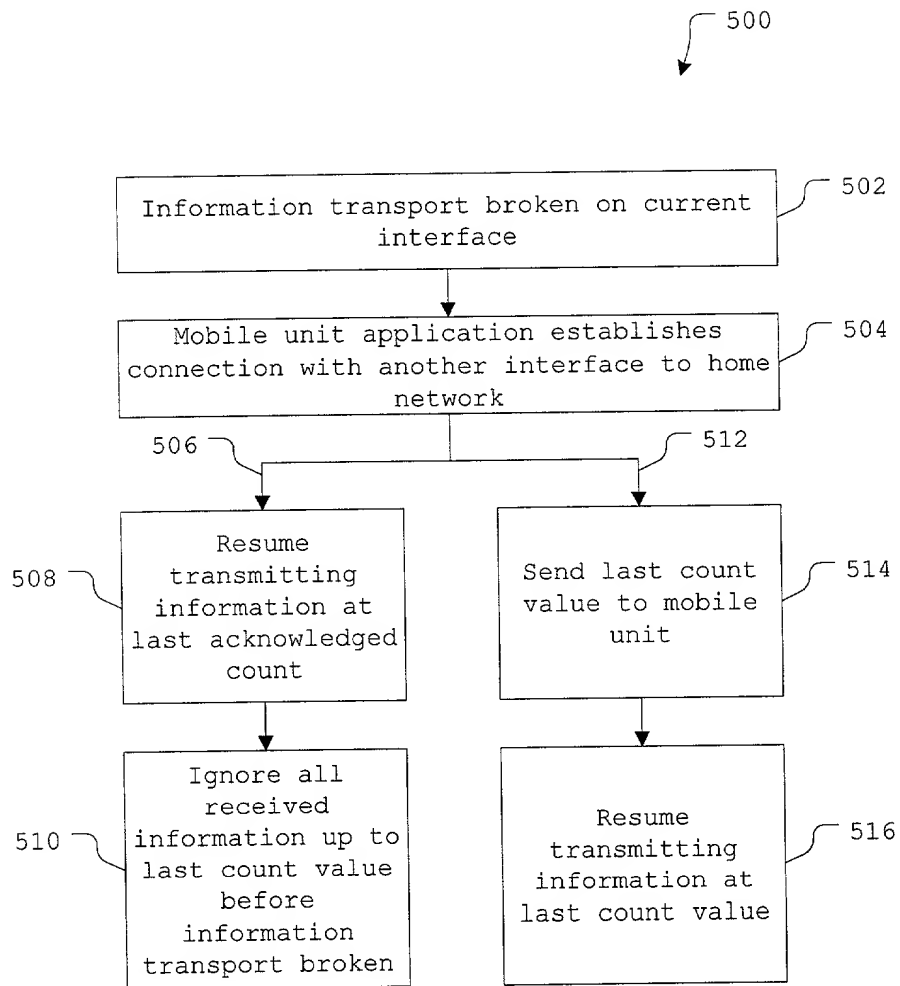 500
502
Information transport broken on current
interface
504
Mobile unit application establishes
connection with another interface to home
network
506
512
508
Resume
transmitting
information at
last acknowledged
count
514
Send last count
value to mobile
unit
510
Ignore all
received
information up to
last count value
before
information
transport broken
516
Resume
transmitting
information at
last count value